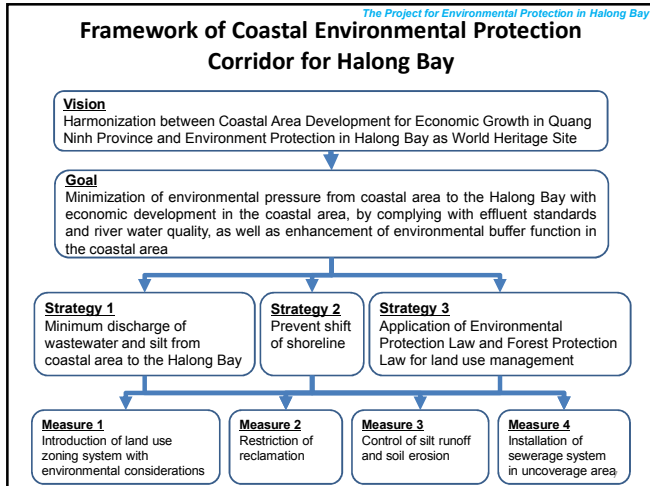 The Project for Environmental Protection in Halong Bay
Framework of Coastal Environmental Protection
Corridor for Halong Bay
Vision
Harmonization between Coastal Area Development for Economic Growth in Quang
Ninh Province and Environment Protection in Halong Bay as World Heritage Site
Goal
Minimization of environmental pressure from coastal area to the Halong Bay with
economic development in the coastal area, by complying with effluent standards
and river water quality, as well as enhancement of environmental buffer function in
the coastal area
Strategy 1
Minimum discharge of
wastewater and silt from
coastal area to the Halong Bay
Strategy 2
Prevent shift
of shoreline
Strategy 3
Application of Environmental
Protection Law and Forest Protection
Law for land use management
Measure 1
Introduction of land use
zoning system with
environmental considerations
Measure 2
Restriction of
reclamation
Measure 3
Control of silt runoff
and soil erosion
Measure 4
Installation of
sewerage system
in uncoverage area